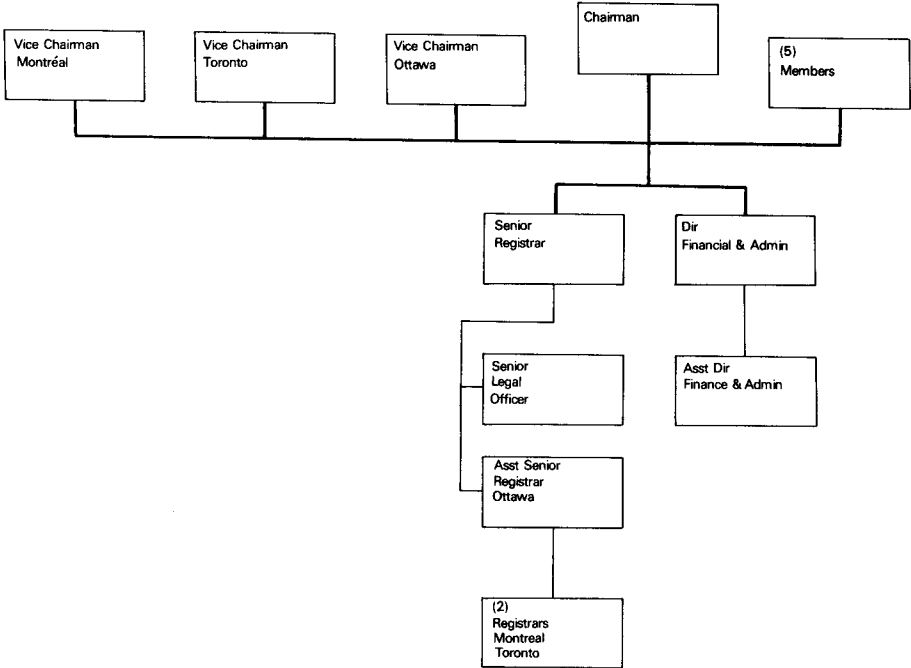 Vice Chairman
Montréal
Vice Chairman
Toronto
Vice Chairman
Ottawa
Chairman
(5)
Members
Senior
Registrar
Dir
Financial & Admin
Senior
Legal
Officer
Asst Dir
Finance & Admin
Asst Senior
Registrar
Ottawa
(2)
Registrars
Montreal
Toronto